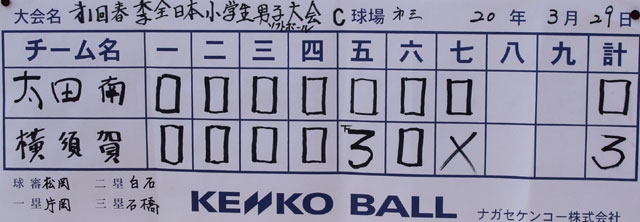 大会名 第1回春季全日本小学生男子大会 C球場 第三 20年3月29日
ソフトボール
チーム名 一 二 三 四 五 六 七 八 九 計
太田南 0 0 0 0 0 0 0 0
横須賀 0 0 0 0 3 0 X 3
球審 松岡 二塁 白石
一塁 片岡 三塁 石橋
KENKO BALL ナガセケンコー株式会社